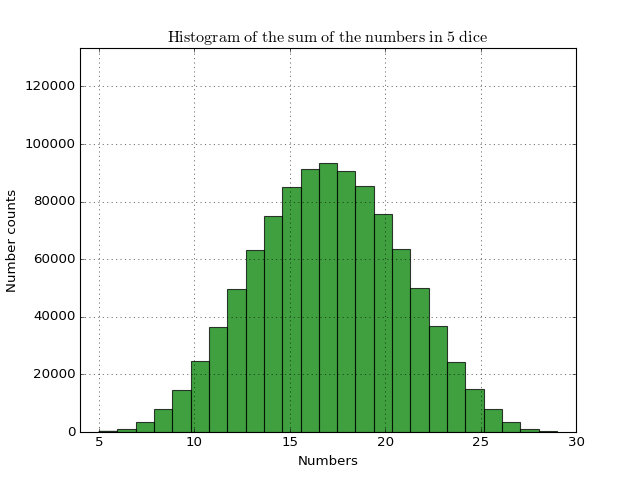 Histogram of the sum of the numbers in 5 dice
120000
100000
80000
60000
40000
20000
0
Number counts
5 10 15 20 25 30
Numbers